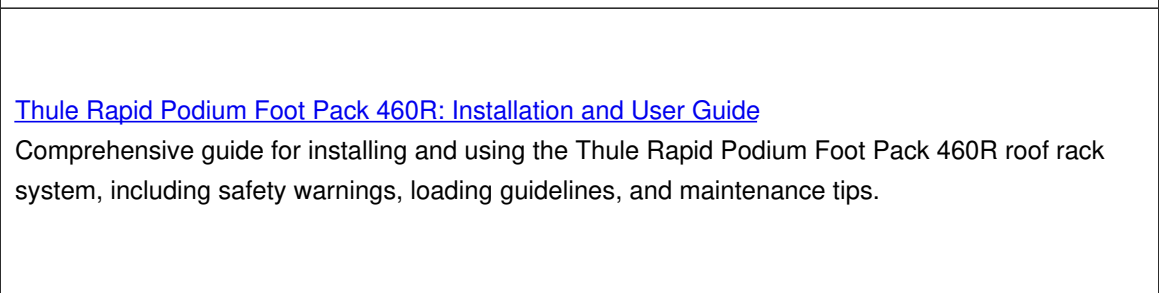 Thule Rapid Podium Foot Pack 460R: Installation and User Guide
Comprehensive guide for installing and using the Thule Rapid Podium Foot Pack 460R roof rack
system, including safety warnings, loading guidelines, and maintenance tips.